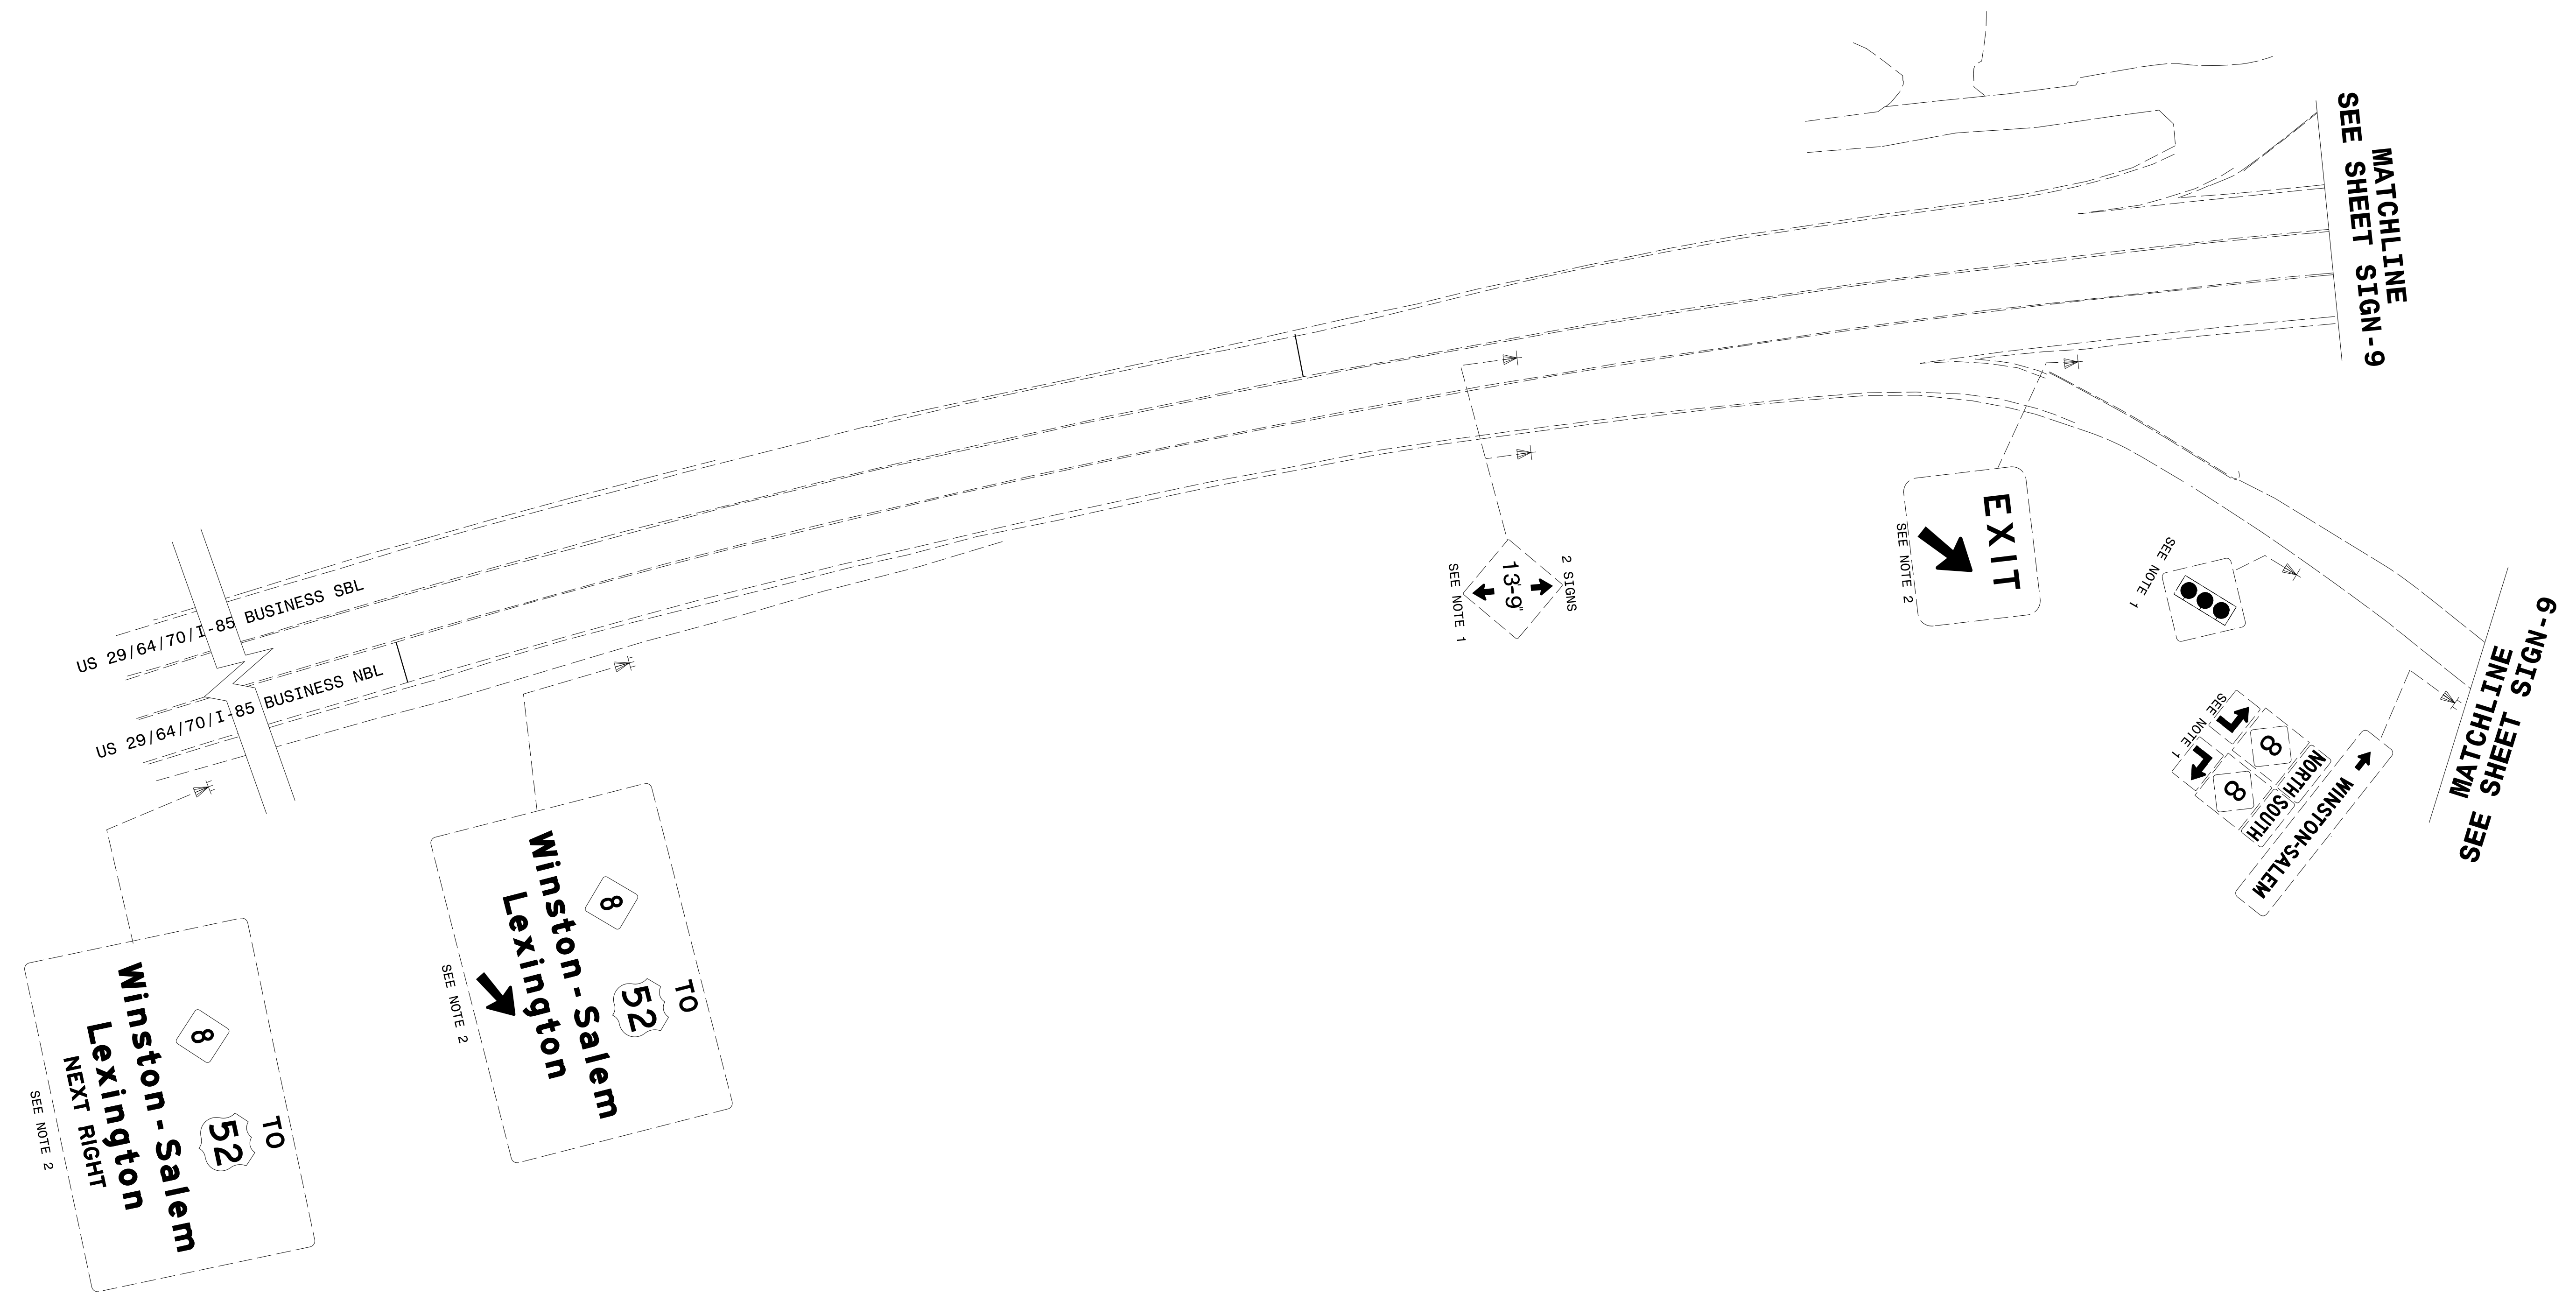 MATCHLINE
SEE SHEET SIGN-9
US 29/64/70/I-85 BUSINESS SBL
US 29/64/70/I-85 BUSINESS NBL
2 SIGNS
13'-9"
SEE NOTE 1
EXIT
SEE NOTE 2
SEE NOTE 1
MATCHLINE
SEE SHEET SIGN-9
WINSTON-SALEM
NORTH
8
SOUTH
8
SEE NOTE 1
TO
8 52
Winston-Salem
Lexington
SEE NOTE 2
TO
8 52
Winston-Salem
Lexington
NEXT RIGHT
SEE NOTE 2